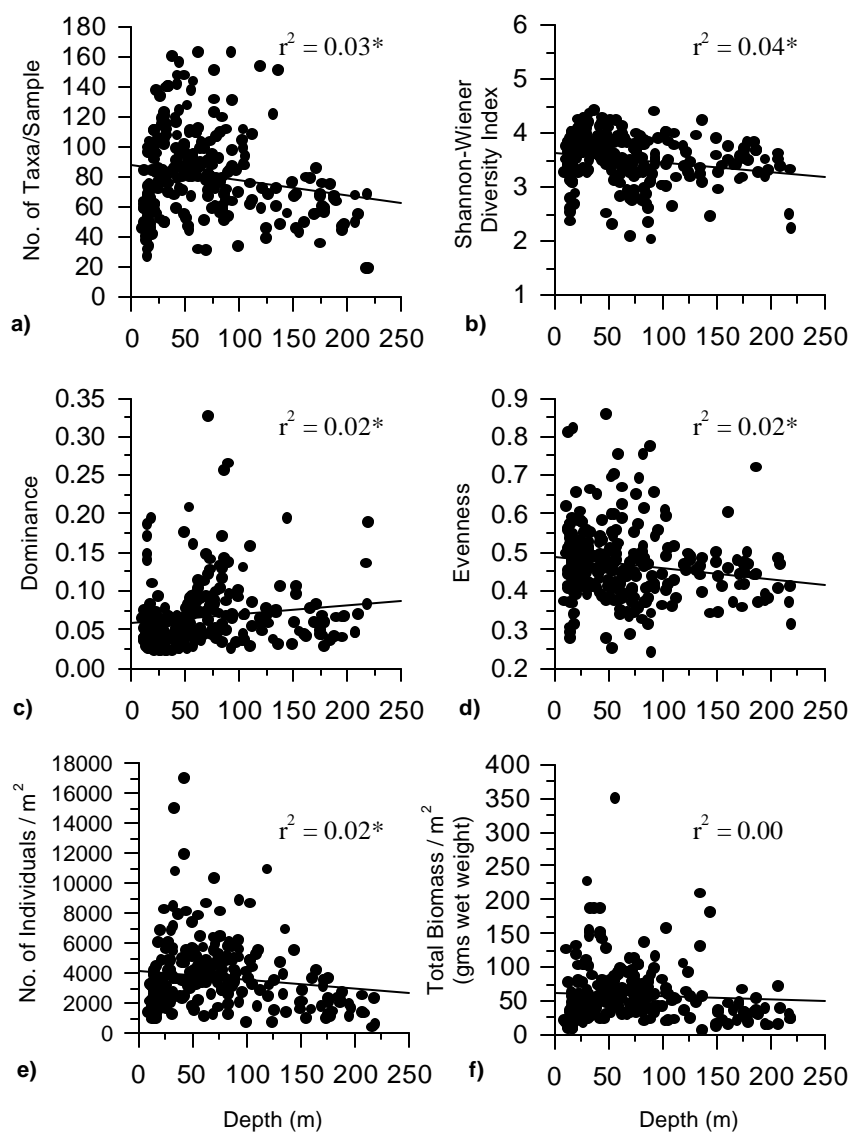 180
160
140
120
100
80
60
40
20
0
No. of Taxa/Sample
r² = 0.03*
a)
0 50 100 150 200 250
6
5
4
3
2
1
Shannon-Wiener
Diversity Index
r² = 0.04*
b)
0 50 100 150 200 250
0.35
0.30
0.25
0.20
0.15
0.10
0.05
0.00
Dominance
r² = 0.02*
c)
0 50 100 150 200 250
0.9
0.8
0.7
0.6
0.5
0.4
0.3
0.2
Evenness
r² = 0.02*
d)
0 50 100 150 200 250
18000
16000
14000
12000
10000
8000
6000
4000
2000
0
No. of Individuals / m²
r² = 0.02*
e)
0 50 100 150 200 250
Depth (m)
400
350
300
250
200
150
100
50
0
Total Biomass / m²
(gms wet weight)
r² = 0.00
f)
0 50 100 150 200 250
Depth (m)